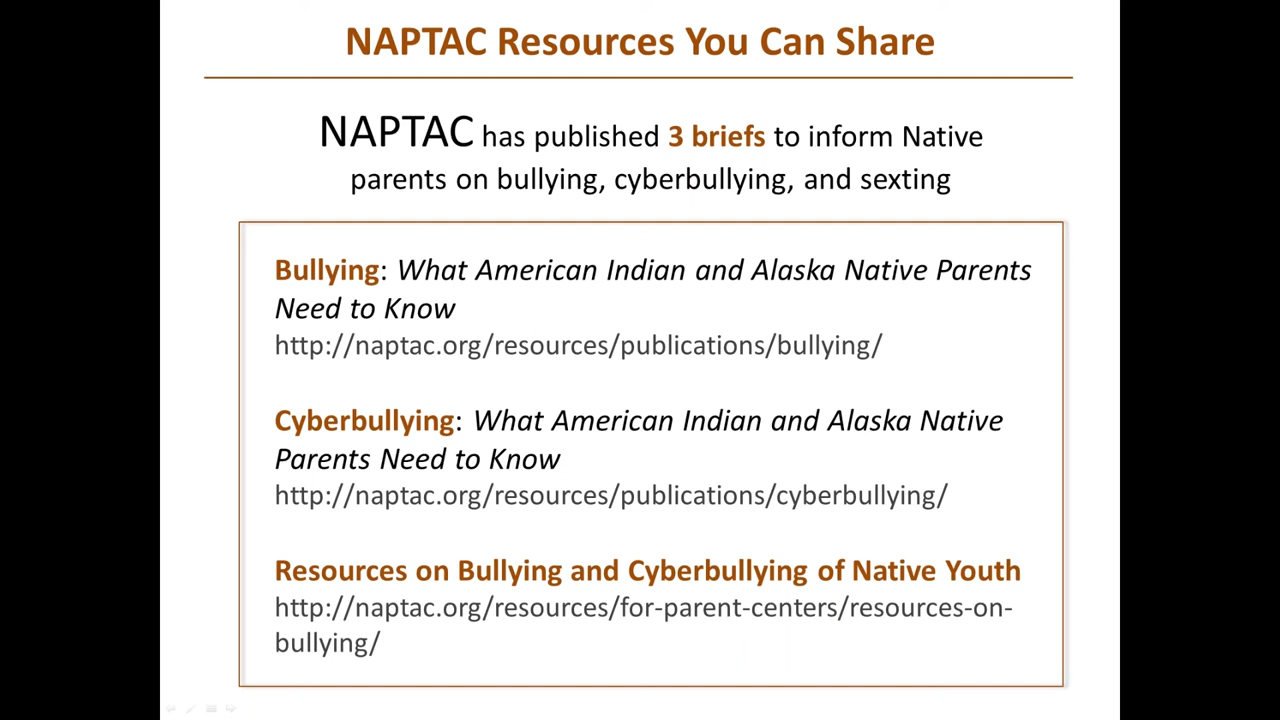 NAPTAC Resources You Can Share
NAPTAC has published 3 briefs to inform Native
parents on bullying, cyberbullying, and sexting
Bullying: What American Indian and Alaska Native Parents
Need to Know
http://naptac.org/resources/publications/bullying/
Cyberbullying: What American Indian and Alaska Native
Parents Need to Know
http://naptac.org/resources/publications/cyberbullying/
Resources on Bullying and Cyberbullying of Native Youth
http://naptac.org/resources/for-parent-centers/resources-on-
bullying/